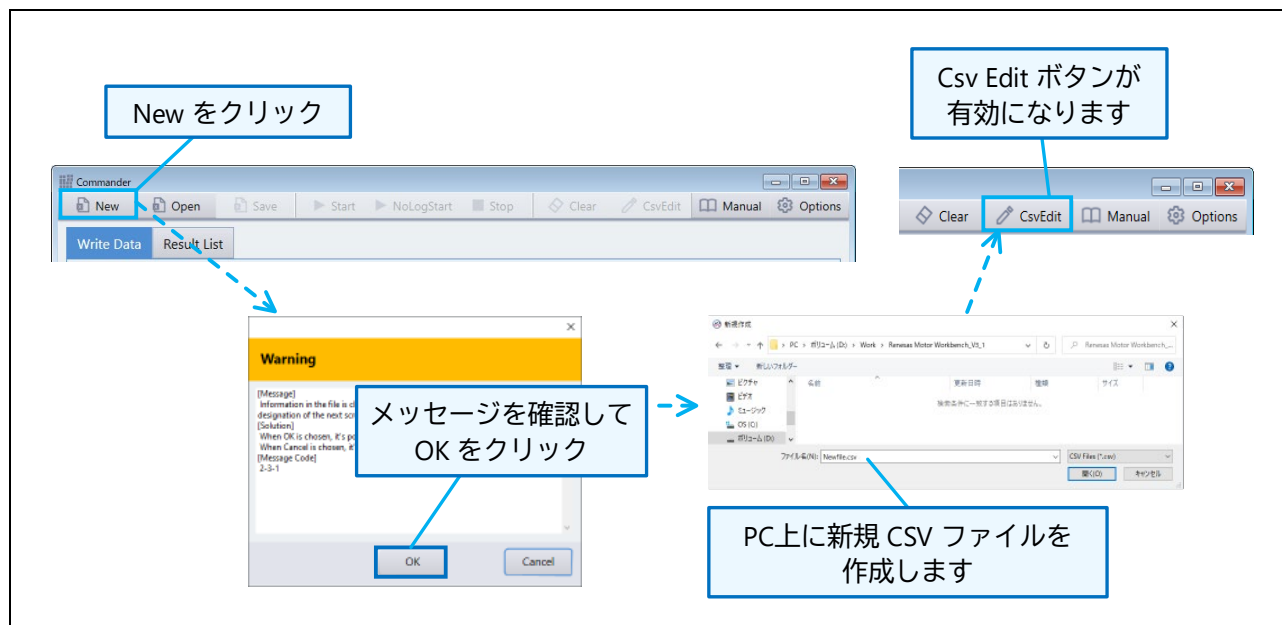 New をクリック
Csv Edit ボタンが
有効になります
Commander
New Open Save Start NoLogStart Stop Clear CsvEdit Manual Options
Write Data Result List
Clear CsvEdit Manual Options
Warning
[Message]
Information in the file is
designation of the next
[Solution]
When OK is chosen, it's
When Cancel is chosen,
[Message Code]
2-3-1
OK Cancel
メッセージを確認して
OK をクリック
新規作成
PC › ボリューム (D:) › Work › Renesas Motor Workbench_V3_1
Renesas Motor Workbench_...
整理 新しいフォルダー
ピクチャ 名前 更新日時 種類 サイズ
ビデオ 検索条件に一致する項目はありません。
ミュージック
OS (C:)
ボリューム (D:)
ファイル名(N): Newfile.csv CSV Files (*.csv)
開く(O) キャンセル
PC上に新規 CSV ファイルを
作成します